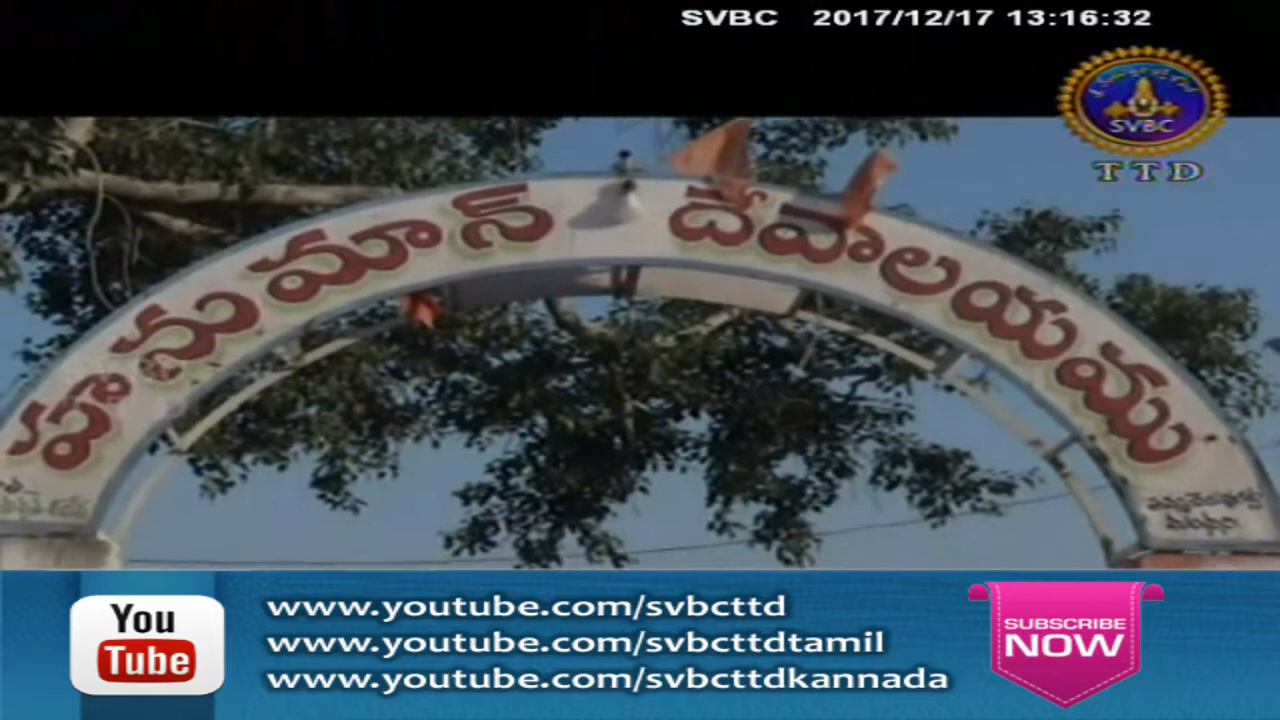 SVBC 2017/12/17 13:16:32
SVBC
TTD
హనుమాన్ దేవాలయము
You
Tube
www.youtube.com/svbcttd
www.youtube.com/svbcttdtamil
www.youtube.com/svbcttdkannada
SUBSCRIBE
NOW